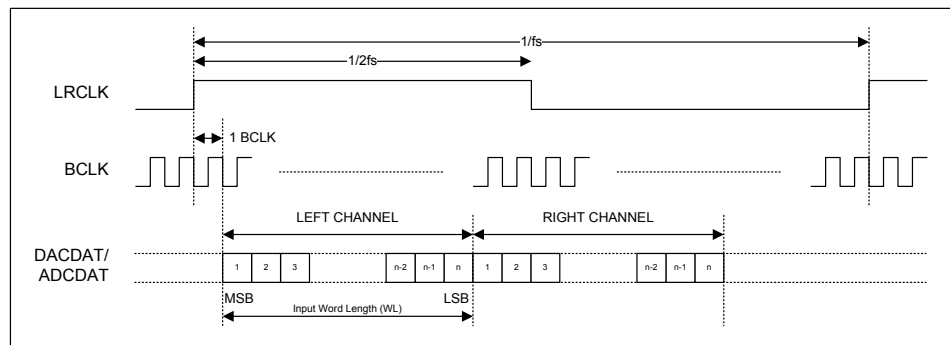 1/fs
1/2fs
LRCLK
1 BCLK
BCLK
LEFT CHANNEL RIGHT CHANNEL
DACDAT/
ADCDAT
1 2 3 n-2 n-1 n 1 2 3 n-2 n-1 n
MSB LSB
Input Word Length (WL)